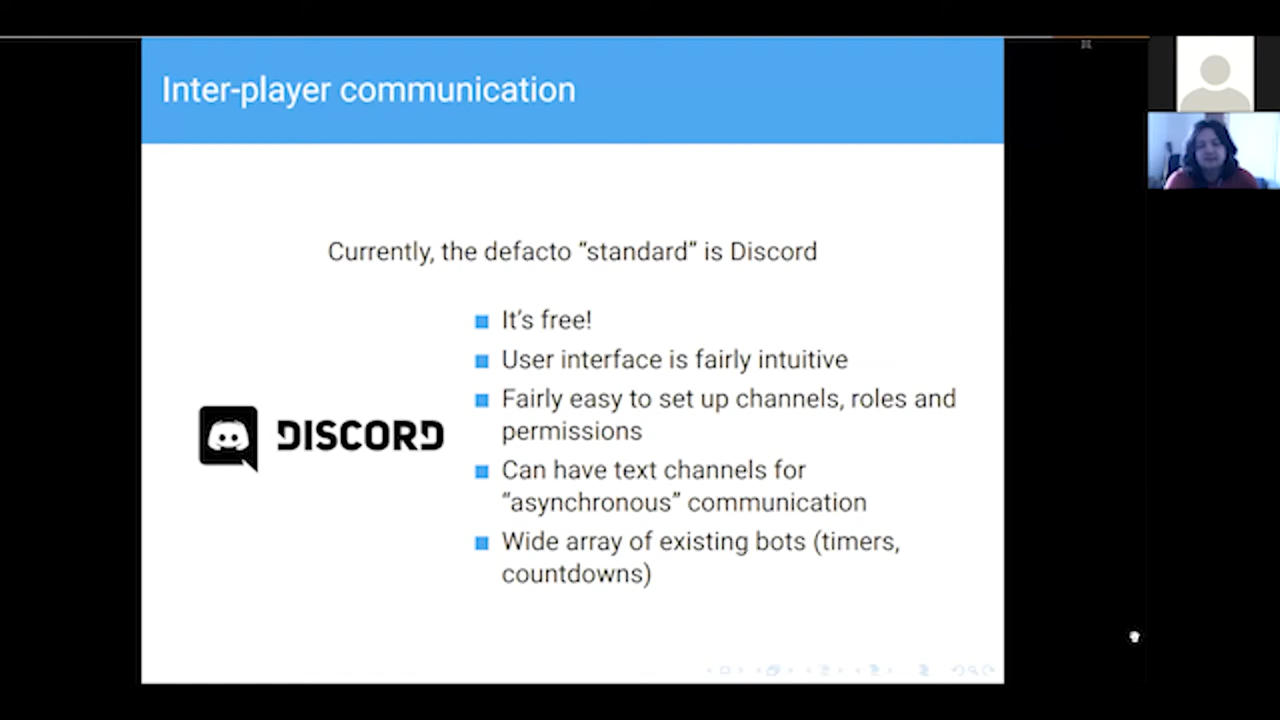 Inter-player communication
Currently, the defacto “standard” is Discord
It’s free!
User interface is fairly intuitive
Fairly easy to set up channels, roles and
permissions
DISCORD
Can have text channels for
“asynchronous” communication
Wide array of existing bots (timers,
countdowns)